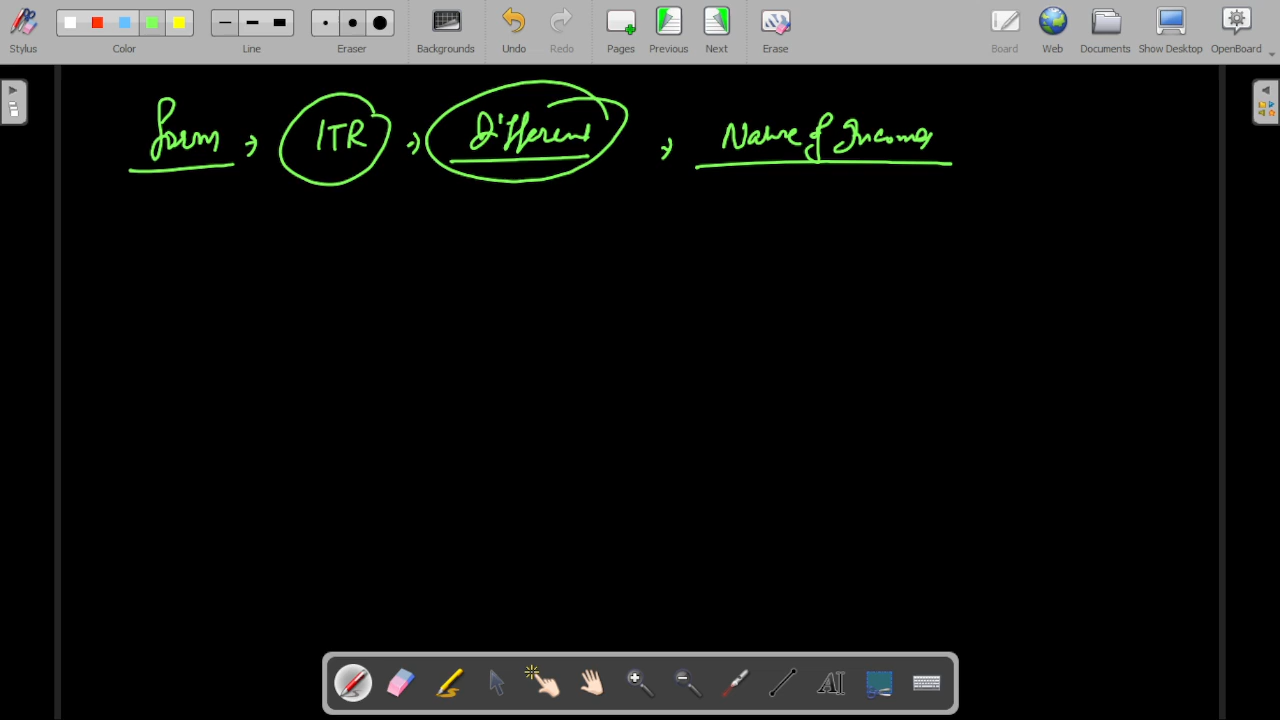 Stylus Color Line Eraser Backgrounds Undo Redo Pages Previous Next Erase Board Web Documents Show Desktop OpenBoard
form → ITR → Different → Nature of Income
AI